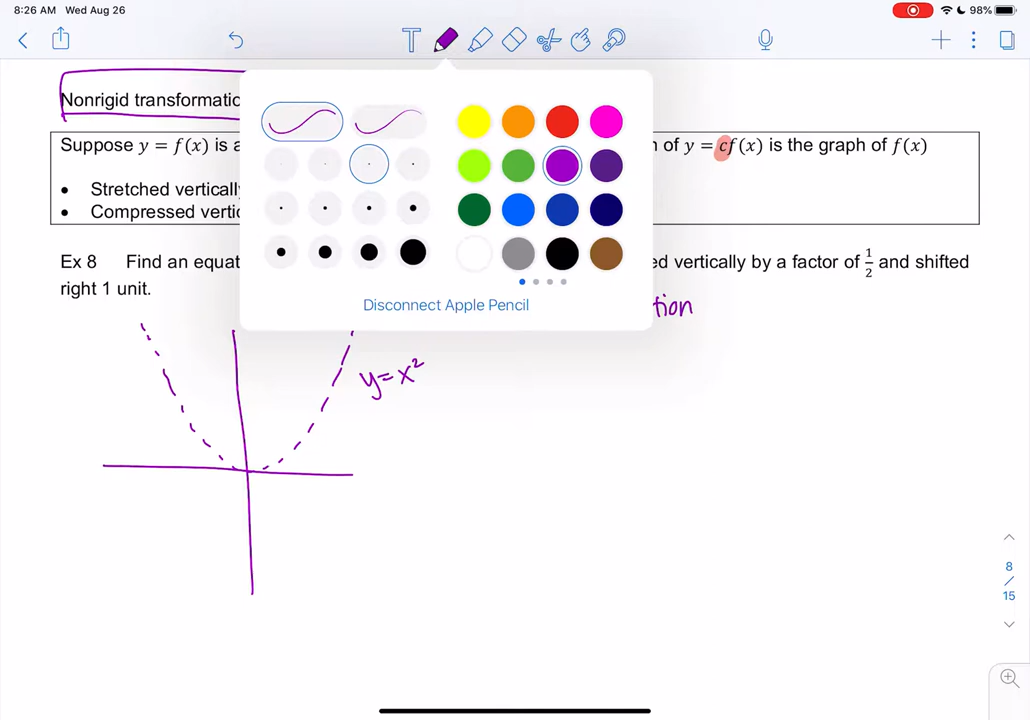 8:26 AM Wed Aug 26
98%
T
Nonrigid transformatio
Suppose y = f(x) is a
n of y = cf(x) is the graph of f(x)
• Stretched vertically
• Compressed verti
Ex 8 Find an equat
ed vertically by a factor of 1/2 and shifted
right 1 unit.
Disconnect Apple Pencil
tion
y=x²
8
/
15